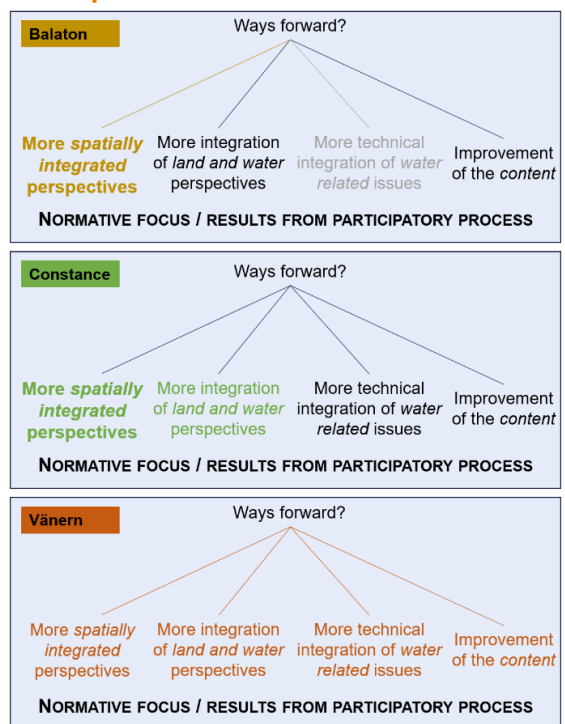 Balaton
Ways forward?
More spatially
integrated
perspectives
More integration
of land and water
perspectives
More technical
integration of water
related issues
Improvement
of the content
NORMATIVE FOCUS / RESULTS FROM PARTICIPATORY PROCESS
Constance
Ways forward?
More spatially
integrated
perspectives
More integration
of land and water
perspectives
More technical
integration of water
related issues
Improvement
of the content
NORMATIVE FOCUS / RESULTS FROM PARTICIPATORY PROCESS
Vänern
Ways forward?
More spatially
integrated
perspectives
More integration
of land and water
perspectives
More technical
integration of water
related issues
Improvement
of the content
NORMATIVE FOCUS / RESULTS FROM PARTICIPATORY PROCESS